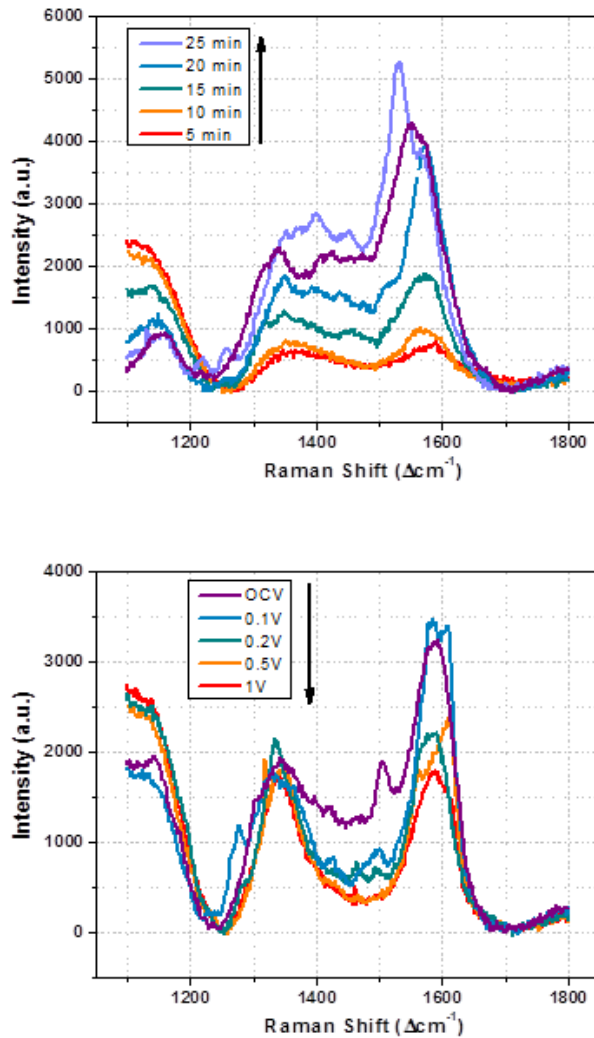 6000
5000
4000
3000
2000
1000
0
Intensity (a.u.)
25 min
20 min
15 min
10 min
5 min
1200 1400 1600 1800
Raman Shift (Δcm⁻¹)
4000
3000
2000
1000
0
Intensity (a.u.)
OCV
0.1V
0.2V
0.5V
1V
1200 1400 1600 1800
Raman Shift (Δcm⁻¹)